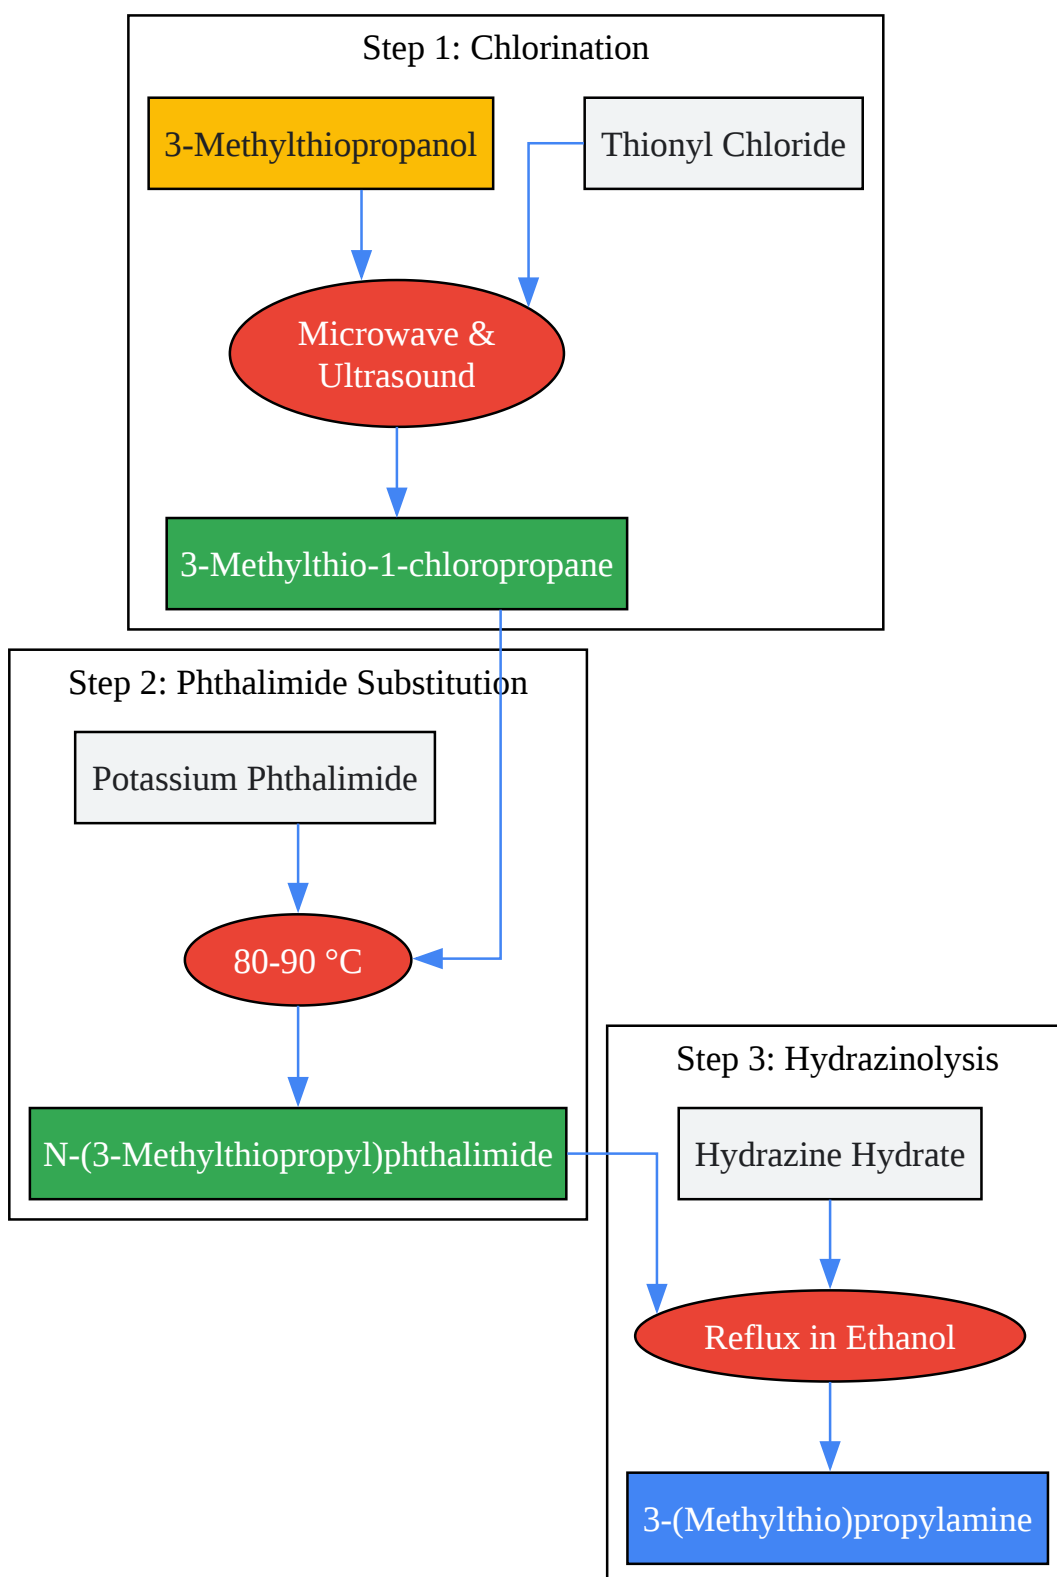 Step 1: Chlorination
3-Methylthiopropanol
Thionyl Chloride
Microwave &
Ultrasound
3-Methylthio-1-chloropropane
Step 2: Phthalimide Substitution
Potassium Phthalimide
80-90 °C
N-(3-Methylthiopropyl)phthalimide
Step 3: Hydrazinolysis
Hydrazine Hydrate
Reflux in Ethanol
3-(Methylthio)propylamine